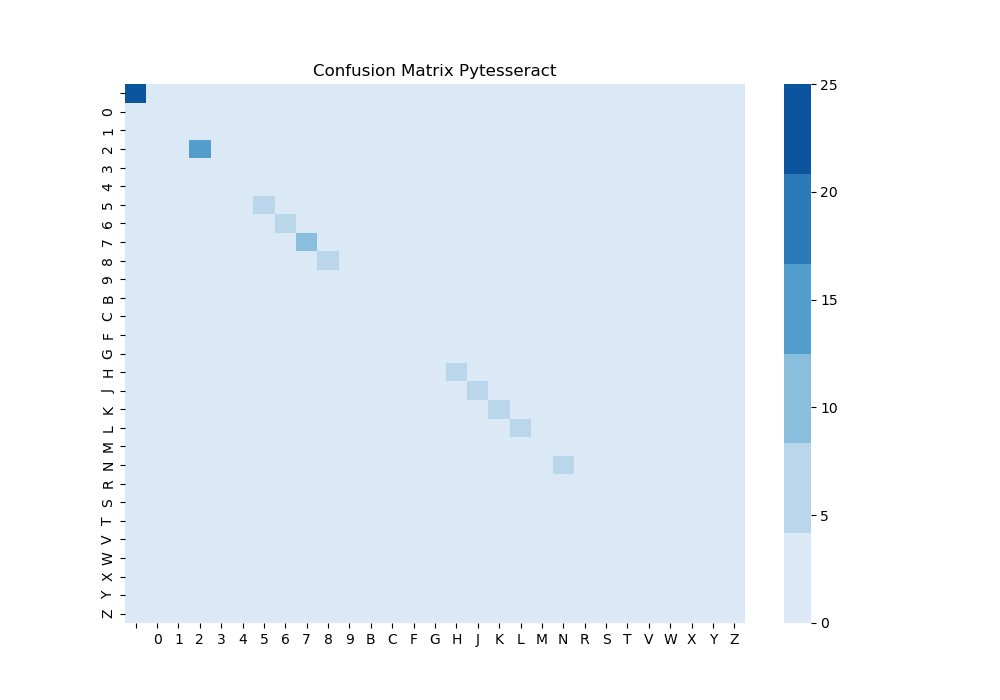 Confusion Matrix Pytesseract
0
1
2
3
4
5
6
7
8
9
B
C
F
G
H
J
K
L
M
N
R
S
T
V
W
X
Y
Z
0 1 2 3 4 5 6 7 8 9 B C F G H J K L M N R S T V W X Y Z
25
20
15
10
5
0